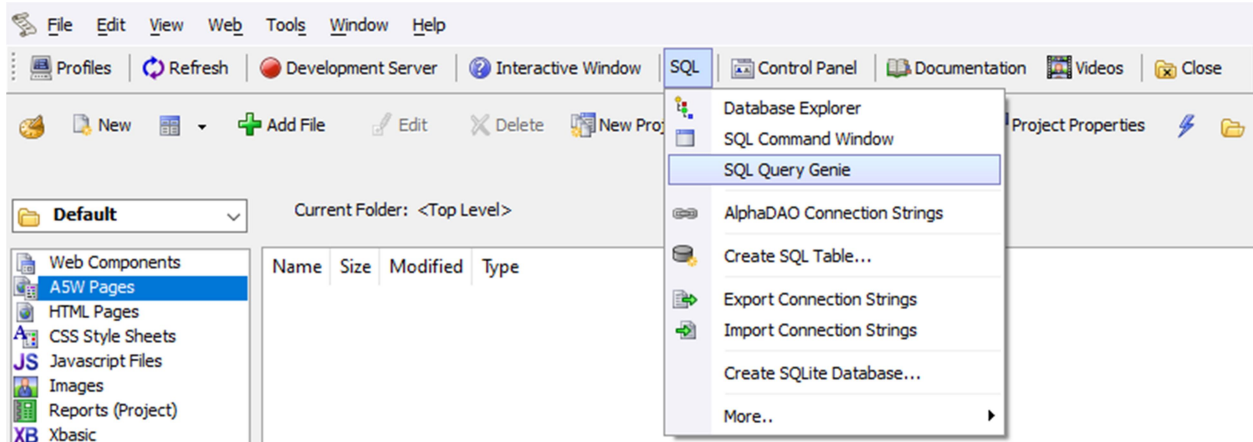 File Edit View Web Tools Window Help
Profiles Refresh Development Server Interactive Window SQL Control Panel Documentation Videos Close
New Add File Edit Delete New Proj Project Properties
Database Explorer
SQL Command Window
SQL Query Genie
AlphaDAO Connection Strings
Create SQL Table...
Export Connection Strings
Import Connection Strings
Create SQLite Database...
More..
Default Current Folder: <Top Level>
Name Size Modified Type
Web Components
A5W Pages
HTML Pages
CSS Style Sheets
JS Javascript Files
Images
Reports (Project)
XB Xbasic